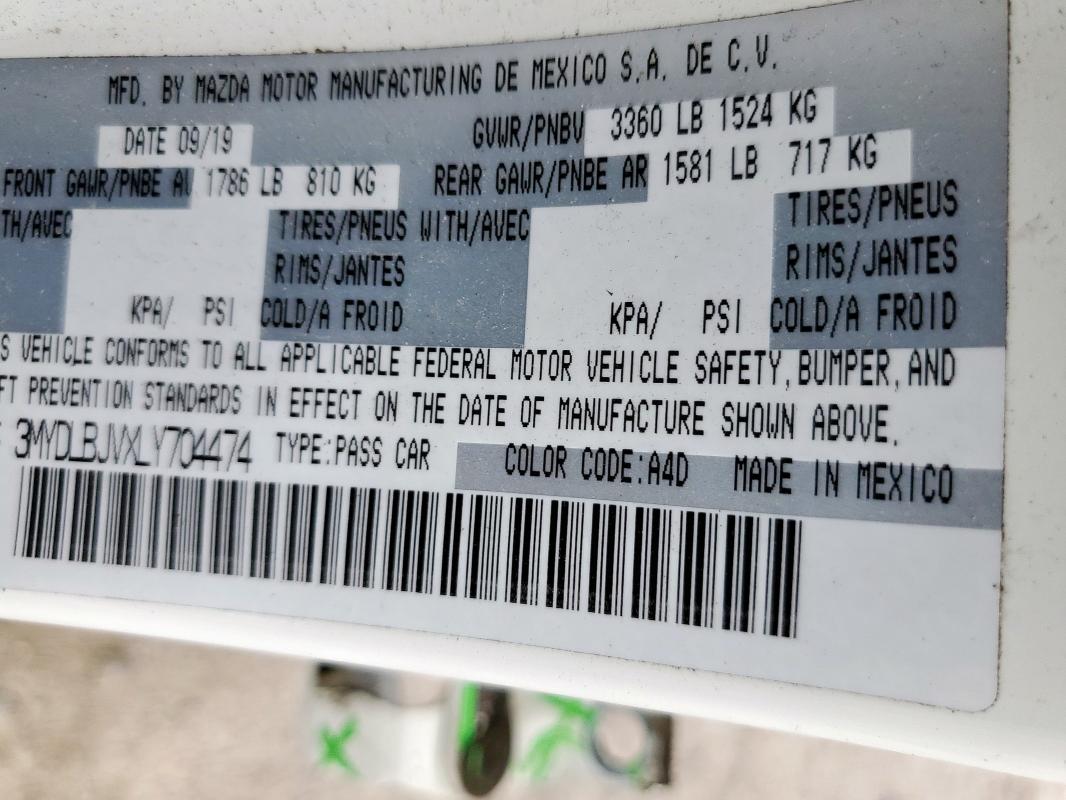 MFD. BY MAZDA MOTOR MANUFACTURING DE MEXICO S.A. DE C.V.
DATE 09/19 GVWR/PNBV 3360 LB 1524 KG
FRONT GAWR/PNBE AV 1786 LB 810 KG REAR GAWR/PNBE AR 1581 LB 717 KG
TH/AVEC TIRES/PNEUS WITH/AVEC TIRES/PNEUS
RIMS/JANTES RIMS/JANTES
KPA/ PSI COLD/A FROID KPA/ PSI COLD/A FROID
S VEHICLE CONFORMS TO ALL APPLICABLE FEDERAL MOTOR VEHICLE SAFETY, BUMPER, AND
FT PREVENTION STANDARDS IN EFFECT ON THE DATE OF MANUFACTURE SHOWN ABOVE.
3MYDLBJVXLY704474 TYPE:PASS CAR COLOR CODE:A4D MADE IN MEXICO